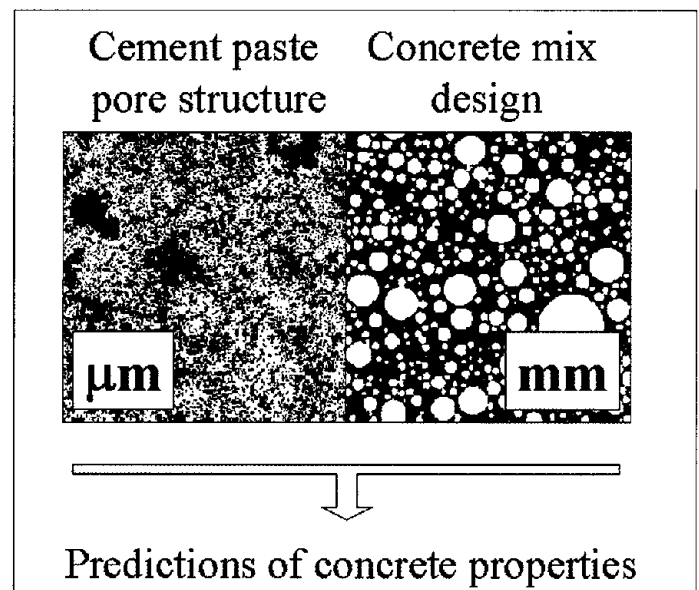 Cement paste
pore structure
Concrete mix
design
μm
mm
Predictions of concrete properties